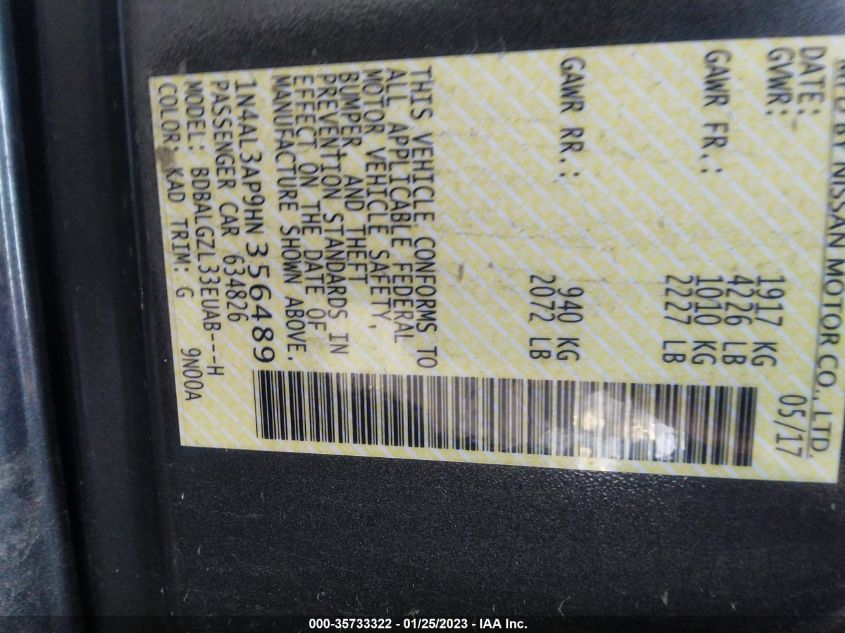 MFD BY NISSAN MOTOR CO., LTD.
DATE: 05/17
GVWR: 1917 KG
4226 LB
GAWR FR.: 1010 KG
2227 LB
GAWR RR.: 940 KG
2072 LB
THIS VEHICLE CONFORMS TO
ALL APPLICABLE FEDERAL
MOTOR VEHICLE SAFETY,
BUMPER, AND THEFT
PREVENTION STANDARDS IN
EFFECT ON THE DATE OF
MANUFACTURE SHOWN ABOVE.
1N4AL3AP9HN356489
PASSENGER CAR 634826
MODEL: BDBALGZL33EUAB---H
COLOR: KAD TRIM: G 9N00A
000-35733322 / 01/25/2023 - IAA Inc.